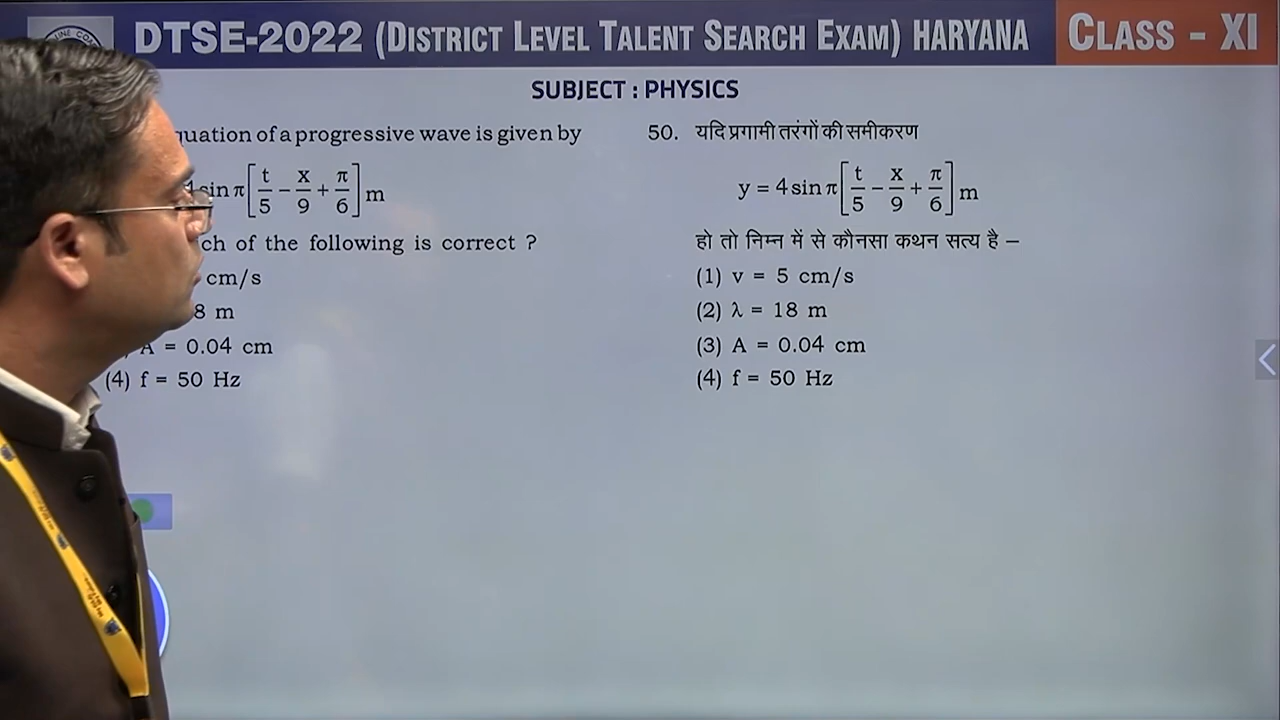 DTSE-2022 (DISTRICT LEVEL TALENT SEARCH EXAM) HARYANA
CLASS - XI
SUBJECT : PHYSICS
of a progressive wave is given by
sin π[t/5 − x/9 + π/6] m
of the following is correct ?
cm/s
8 m
A = 0.04 cm
(4) f = 50 Hz
50. यदि प्रगामी तरंगों की समीकरण
y = 4 sin π[t/5 − x/9 + π/6] m
हो तो निम्न में से कौनसा कथन सत्य है –
(1) v = 5 cm/s
(2) λ = 18 m
(3) A = 0.04 cm
(4) f = 50 Hz